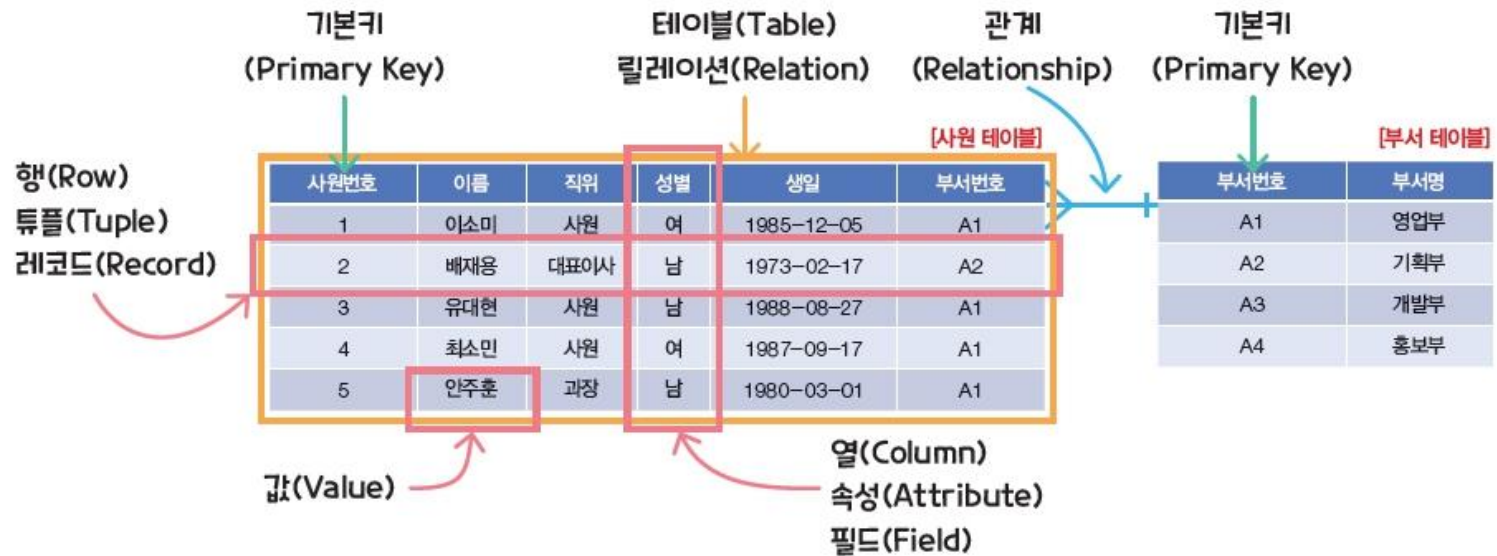 기본키
(Primary Key)
테이블(Table)
릴레이션(Relation)
관계
(Relationship)
기본키
(Primary Key)
행(Row)
튜플(Tuple)
레코드(Record)
[사원 테이블]
사원번호 이름 직위 성별 생일 부서번호
1 이소미 사원 여 1985-12-05 A1
2 배재용 대표이사 남 1973-02-17 A2
3 유대현 사원 남 1988-08-27 A1
4 최소민 사원 여 1987-09-17 A1
5 안주훈 과장 남 1980-03-01 A1
[부서 테이블]
부서번호 부서명
A1 영업부
A2 기획부
A3 개발부
A4 홍보부
값(Value)
열(Column)
속성(Attribute)
필드(Field)